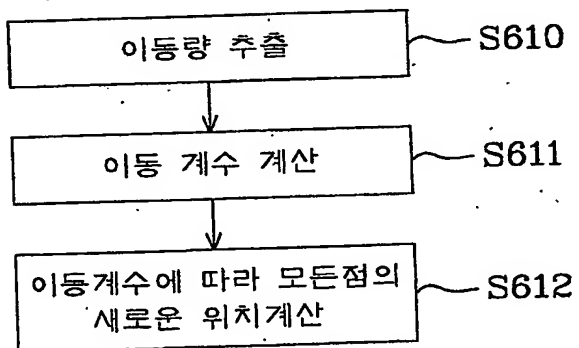 이동량 추출
S610
이동 계수 계산
S611
이동계수에 따라 모든점의
새로운 위치계산
S612